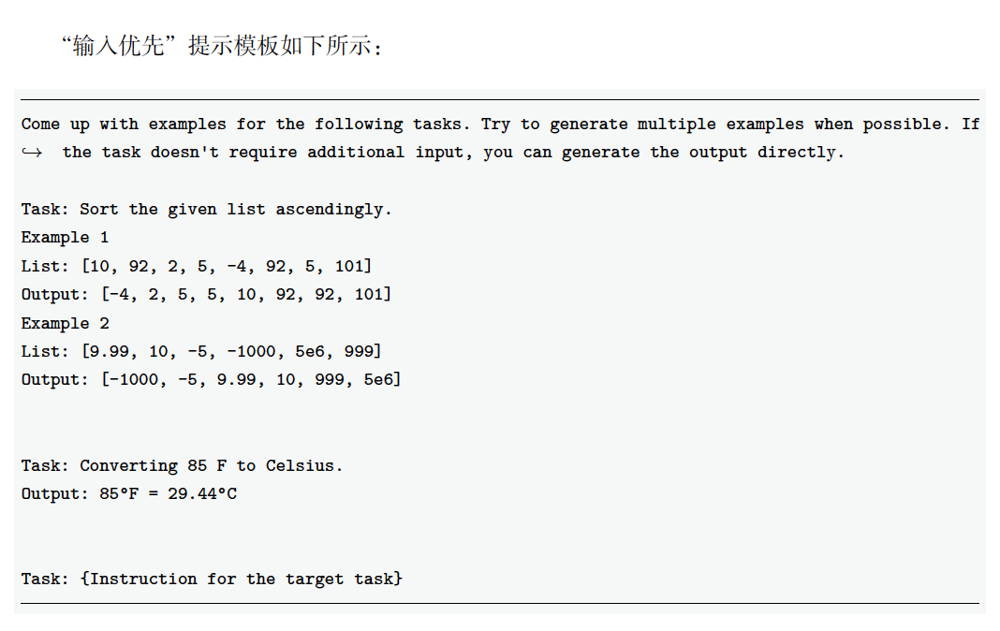 “输入优先”提示模板如下所示：
Come up with examples for the following tasks. Try to generate multiple examples when possible. If
↪ the task doesn't require additional input, you can generate the output directly.
Task: Sort the given list ascendingly.
Example 1
List: [10, 92, 2, 5, -4, 92, 5, 101]
Output: [-4, 2, 5, 5, 10, 92, 92, 101]
Example 2
List: [9.99, 10, -5, -1000, 5e6, 999]
Output: [-1000, -5, 9.99, 10, 999, 5e6]
Task: Converting 85 F to Celsius.
Output: 85°F = 29.44°C
Task: {Instruction for the target task}